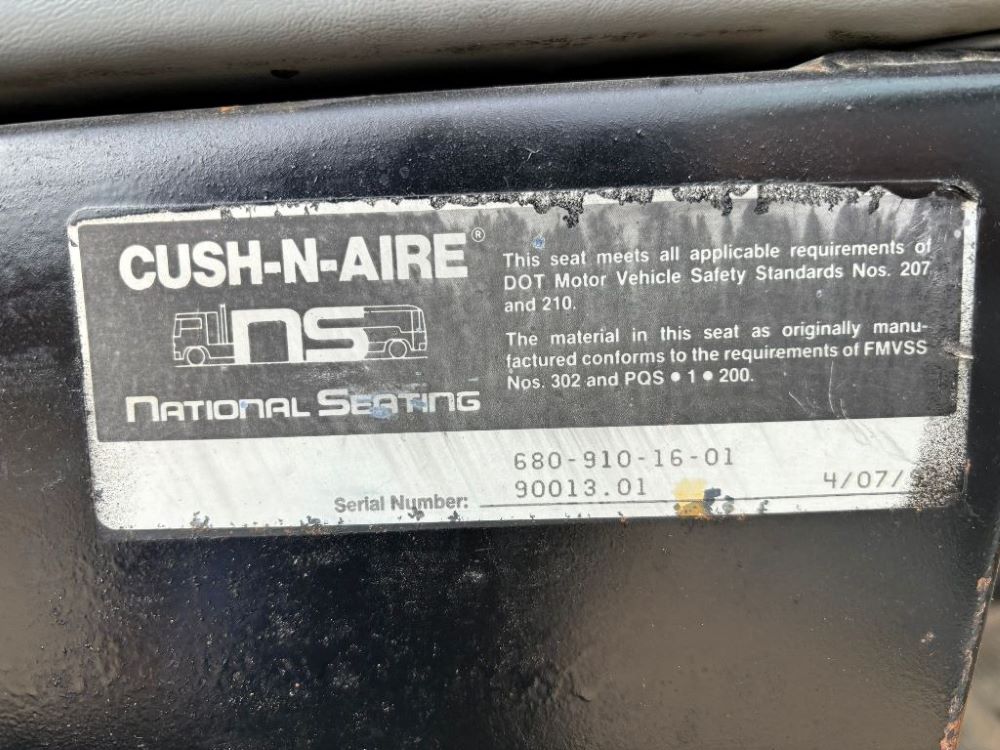 CUSH-N-AIRE®
ns
NATIONAL SEATING
This seat meets all applicable requirements of
DOT Motor Vehicle Safety Standards Nos. 207
and 210.
The material in this seat as originally manu-
factured conforms to the requirements of FMVSS
Nos. 302 and PQS • 1 • 200.
680-910-16-01
Serial Number: 90013.01 4/07/